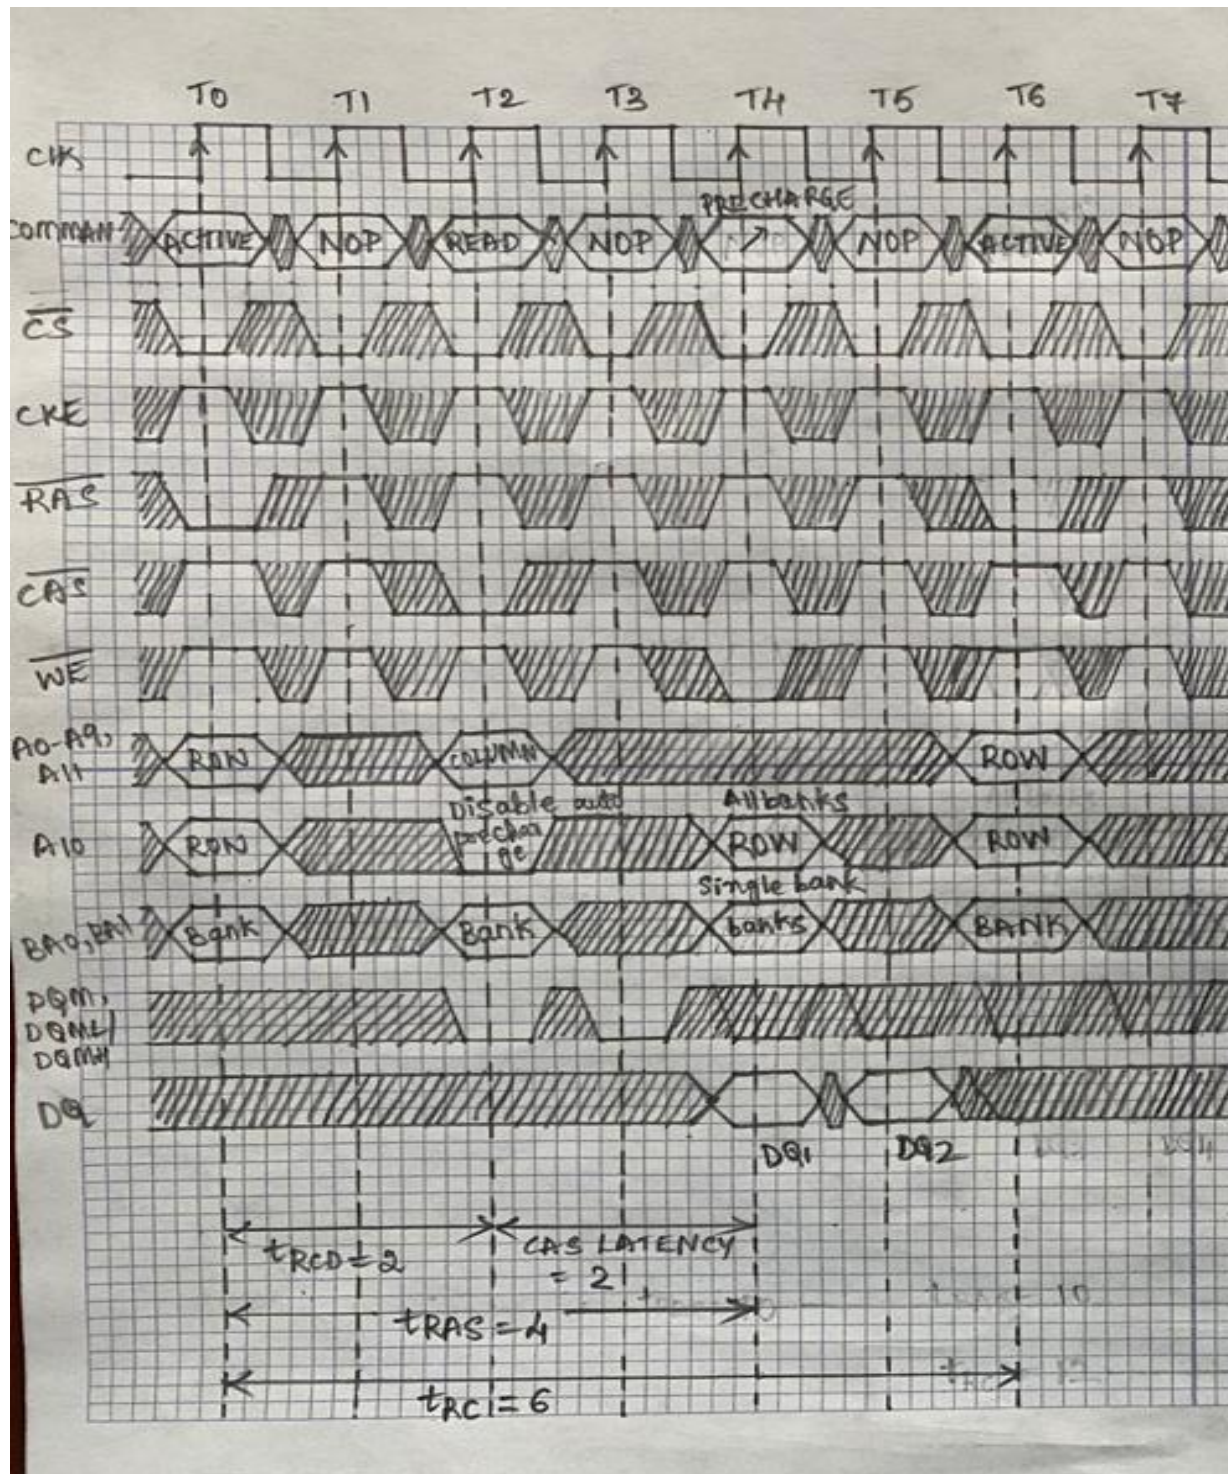 T0 T1 T2 T3 T4 T5 T6 T7
CLK
PRECHARGE
COMMAN ACTIVE NOP READ NOP NOP ACTIVE NOP
CS
CKE
RAS
CAS
WE
A0-A9,
A11 ROW COLUMN ROW
Disable auto All banks
A10 ROW prechar ROW ROW
ge
Single bank
BA0, BA1 Bank Bank banks BANK
DQM,
DQML/
DQMH
DQ
DQ1 DQ2
tRCD = 2 CAS LATENCY
= 2
tRAS = 4
tRC = 6